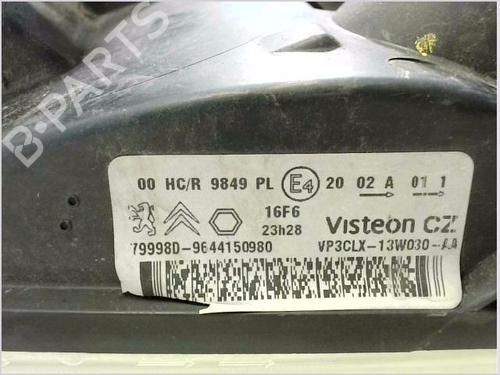 B-PARTS
00 HC/R 9849 PL E4 20 02 A 01 1
16F6
23h28
Visteon CZ
79998D-9644150980
VP3CLX-13W030-AA